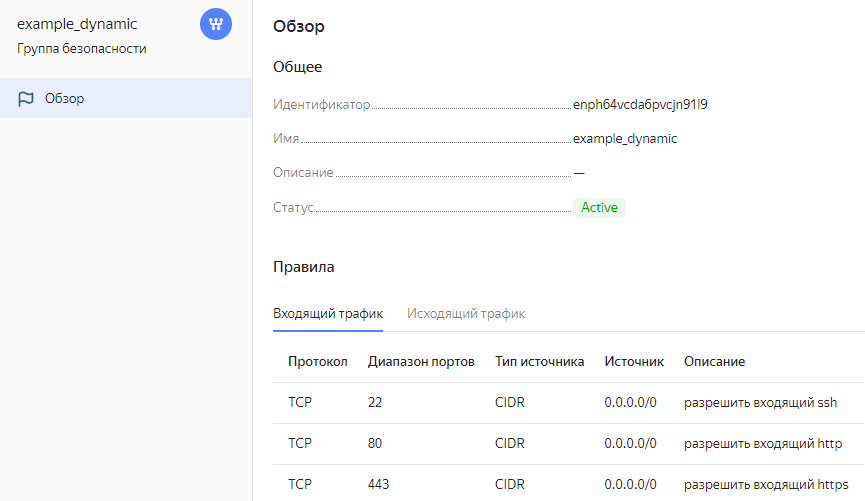 example_dynamic
Группа безопасности
Обзор
Обзор
Общее
Идентификатор enph64vcda6pvcjn91l9
Имя example_dynamic
Описание —
Статус Active
Правила
Входящий трафик Исходящий трафик
Протокол Диапазон портов Тип источника Источник Описание
TCP 22 CIDR 0.0.0.0/0 разрешить входящий ssh
TCP 80 CIDR 0.0.0.0/0 разрешить входящий http
TCP 443 CIDR 0.0.0.0/0 разрешить входящий https